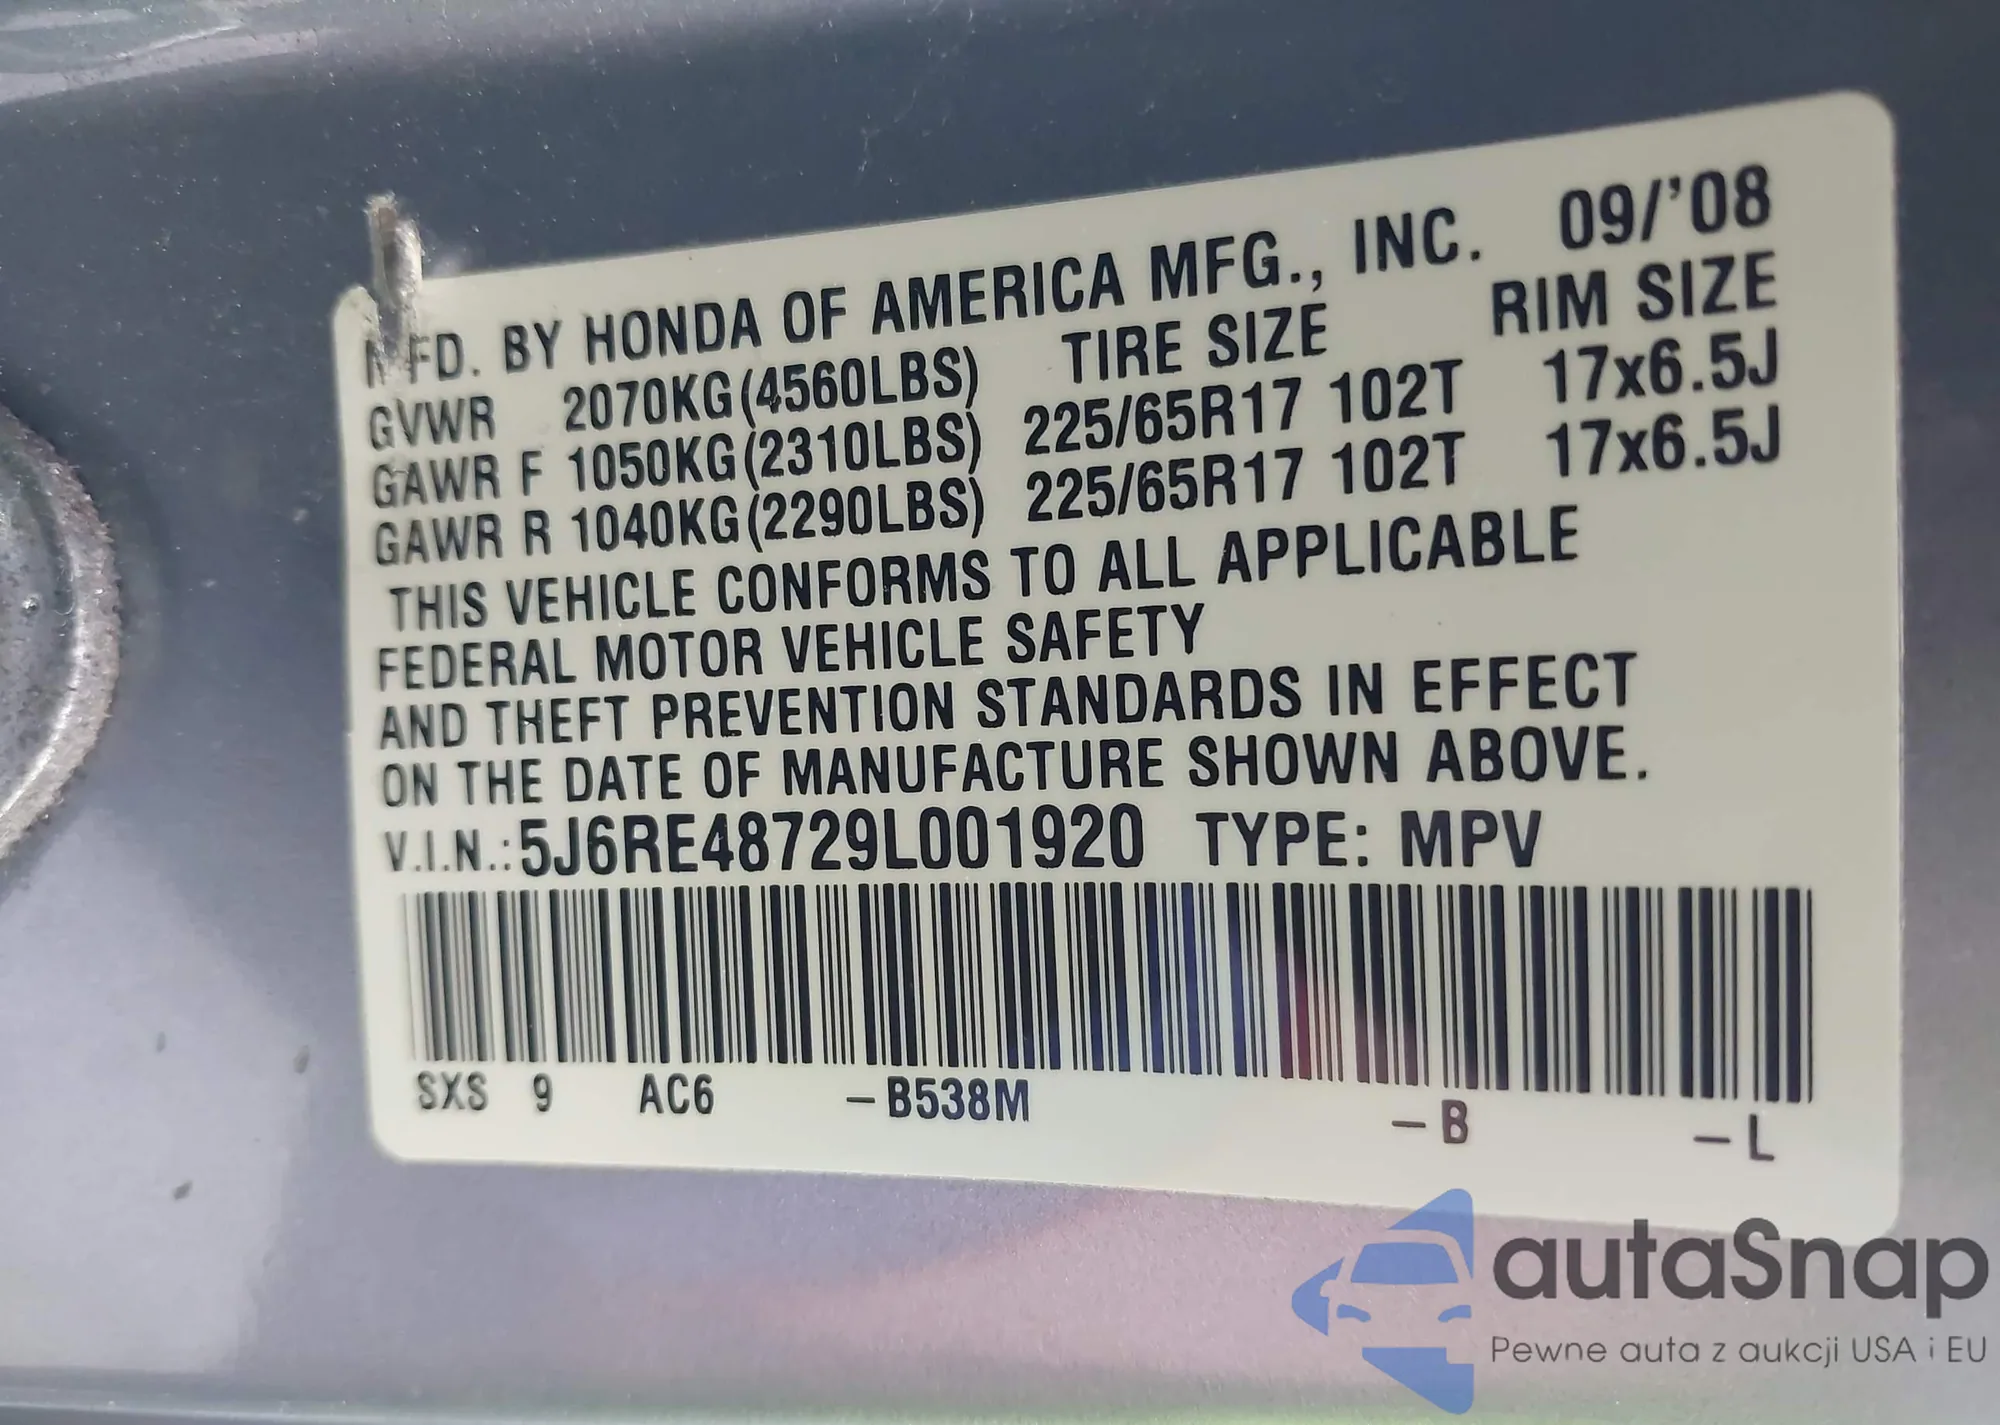 MFD. BY HONDA OF AMERICA MFG., INC. 09/'08
GVWR 2070KG(4560LBS) TIRE SIZE RIM SIZE
GAWR F 1050KG(2310LBS) 225/65R17 102T 17x6.5J
GAWR R 1040KG(2290LBS) 225/65R17 102T 17x6.5J
THIS VEHICLE CONFORMS TO ALL APPLICABLE
FEDERAL MOTOR VEHICLE SAFETY
AND THEFT PREVENTION STANDARDS IN EFFECT
ON THE DATE OF MANUFACTURE SHOWN ABOVE.
V.I.N.:5J6RE48729L001920 TYPE: MPV
SXS 9 AC6 –B538M –B –L
autaSnap
Pewne auta z aukcji USA i EU